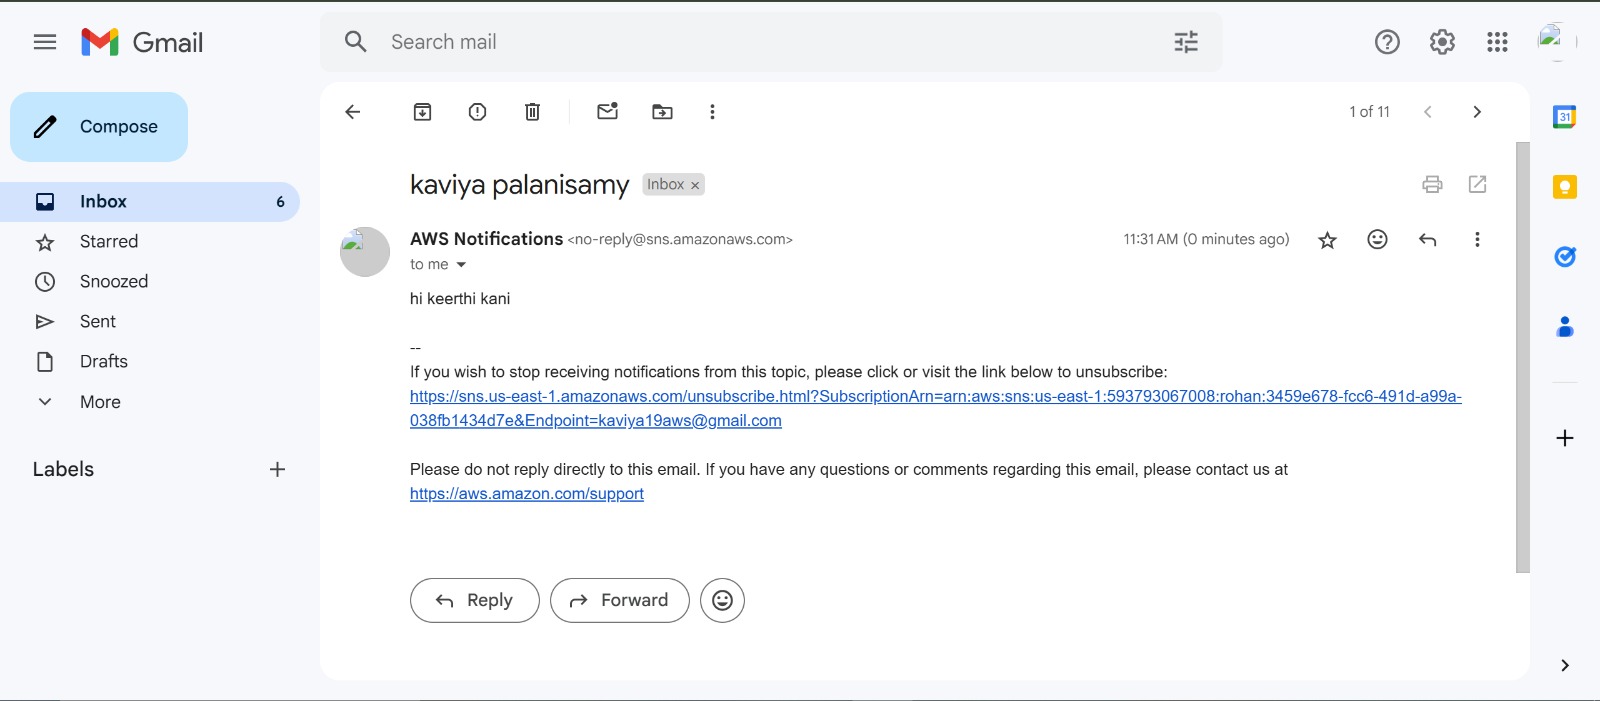 Gmail
Search mail
Compose
Inbox 6
Starred
Snoozed
Sent
Drafts
More
Labels
1 of 11
kaviya palanisamy Inbox ×
AWS Notifications <no-reply@sns.amazonaws.com> 11:31 AM (0 minutes ago)
to me
hi keerthi kani
--
If you wish to stop receiving notifications from this topic, please click or visit the link below to unsubscribe:
https://sns.us-east-1.amazonaws.com/unsubscribe.html?SubscriptionArn=arn:aws:sns:us-east-1:593793067008:rohan:3459e678-fcc6-491d-a99a-
038fb1434d7e&Endpoint=kaviya19aws@gmail.com
Please do not reply directly to this email. If you have any questions or comments regarding this email, please contact us at
https://aws.amazon.com/support
Reply Forward
31